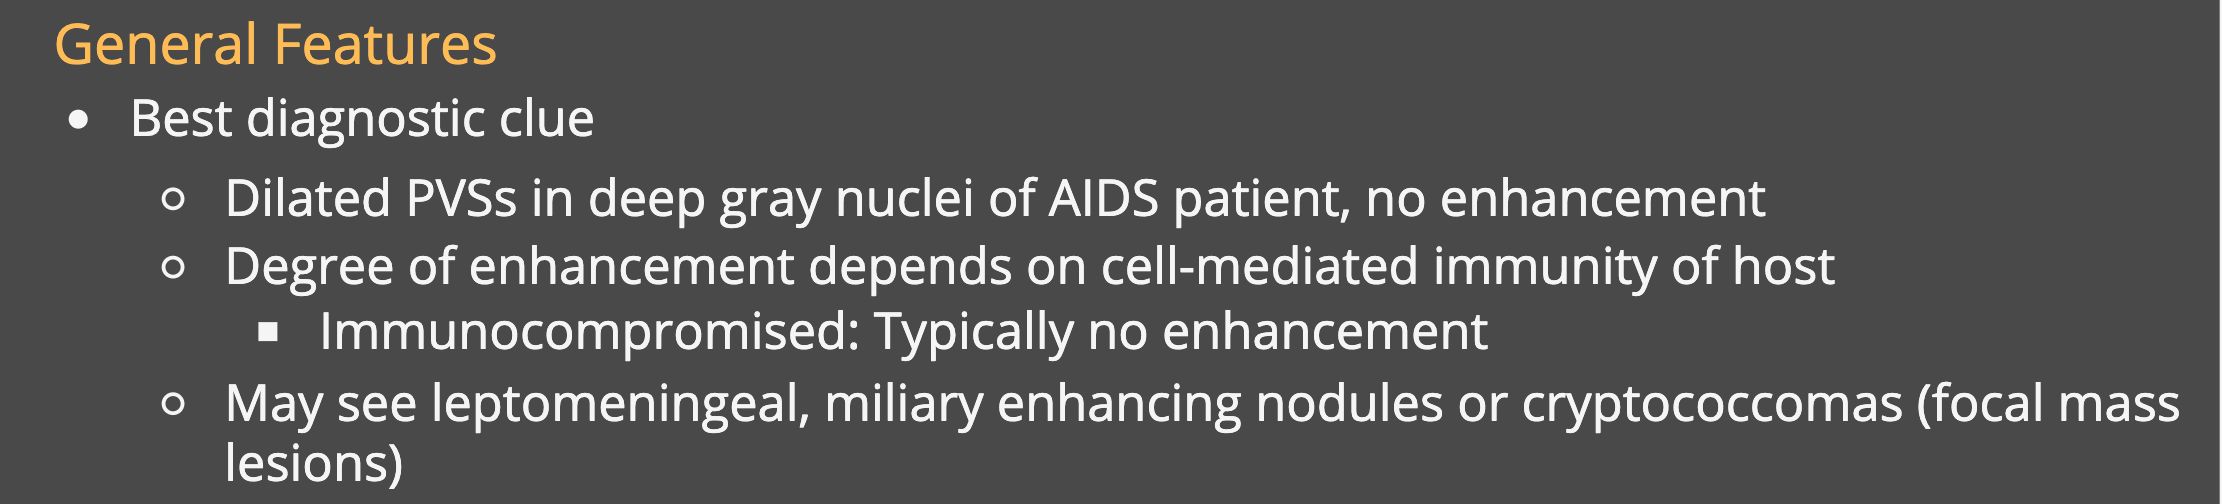 General Features
• Best diagnostic clue
○ Dilated PVSs in deep gray nuclei of AIDS patient, no enhancement
○ Degree of enhancement depends on cell-mediated immunity of host
■ Immunocompromised: Typically no enhancement
○ May see leptomeningeal, miliary enhancing nodules or cryptococcomas (focal mass
lesions)